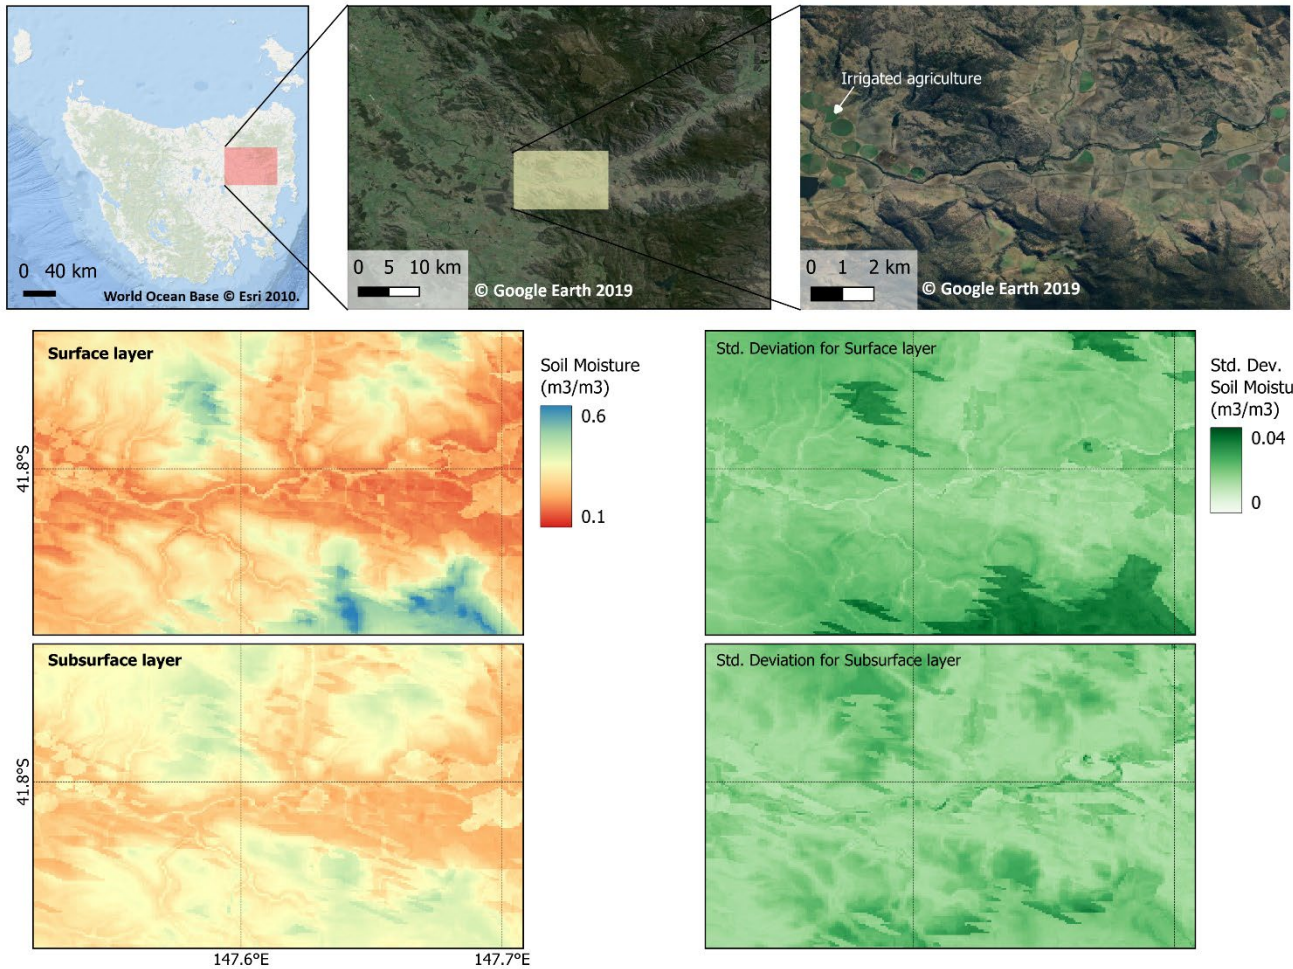 Irrigated agriculture
0 40 km
World Ocean Base © Esri 2010.
0 5 10 km
© Google Earth 2019
0 1 2 km
© Google Earth 2019
Surface layer
Soil Moisture
(m3/m3)
0.6
0.1
41.8°S
Std. Deviation for Surface layer
Std. Dev.
Soil Moistu
(m3/m3)
0.04
0
Subsurface layer
41.8°S
147.6°E
147.7°E
Std. Deviation for Subsurface layer